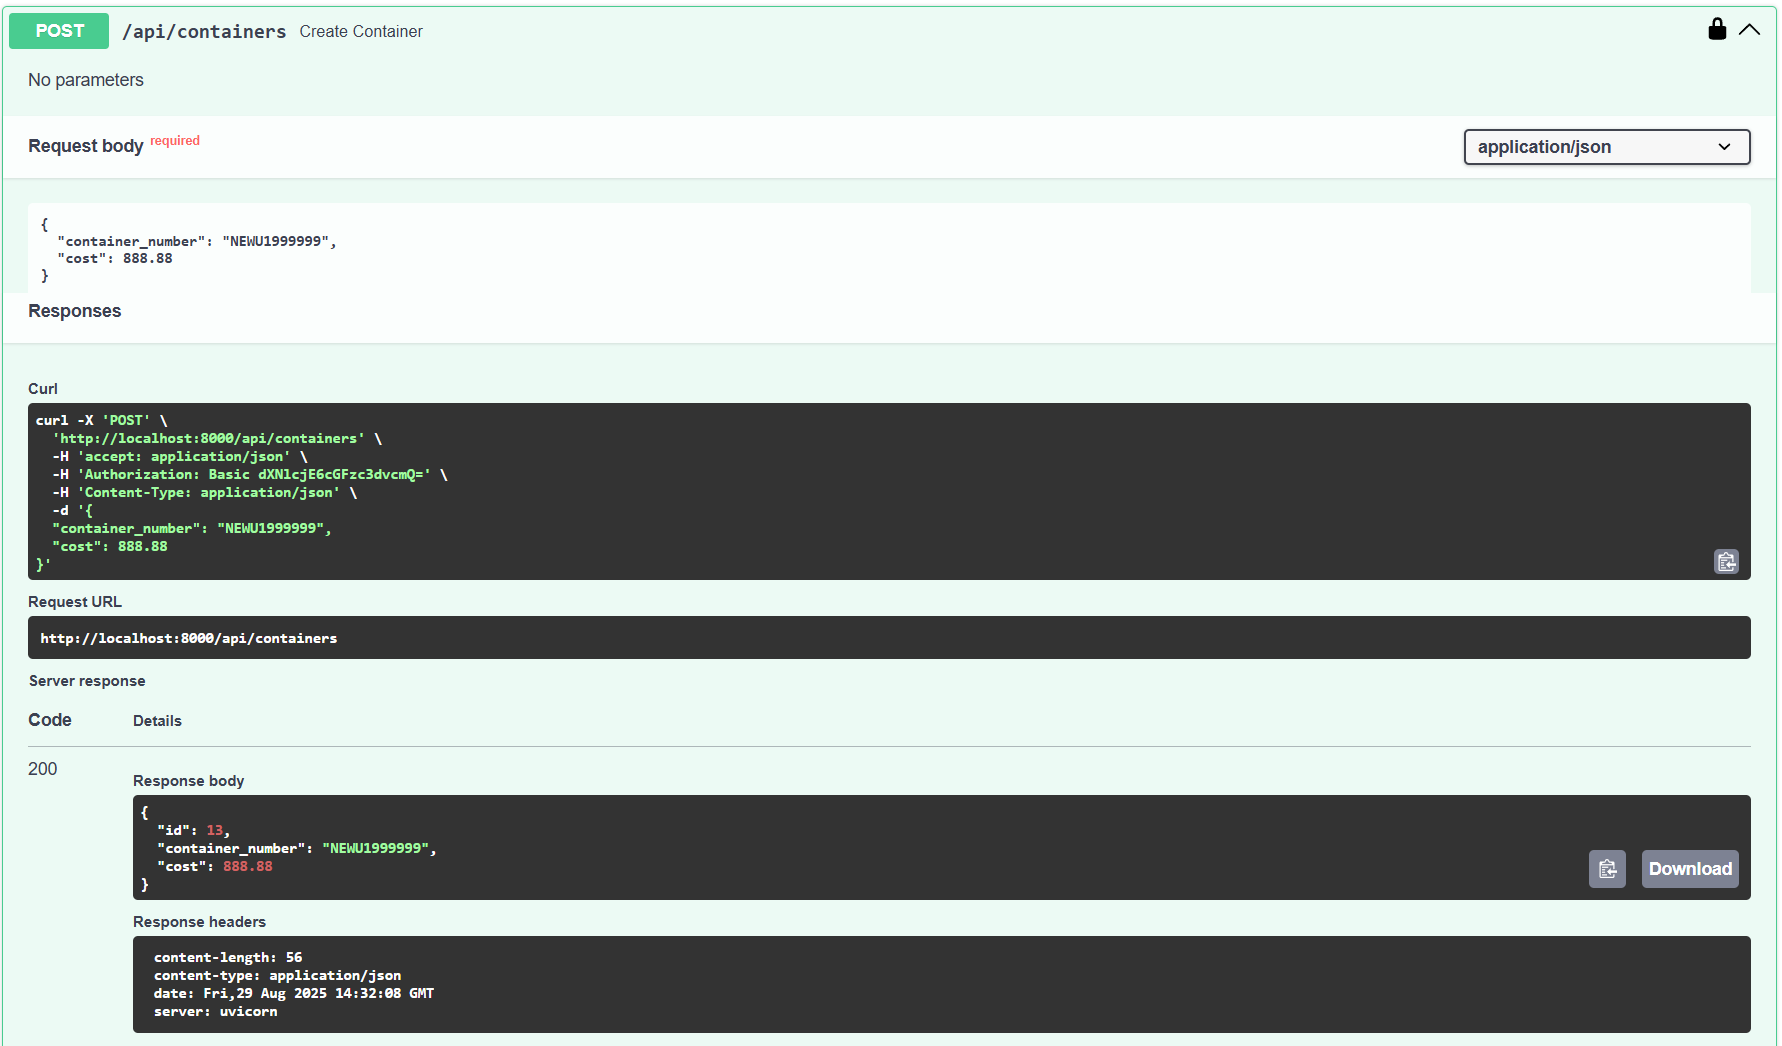 POST /api/containers Create Container
No parameters
Request body required
application/json
{
  "container_number": "NEWU1999999",
  "cost": 888.88
}
Responses
Curl
curl -X 'POST' \
  'http://localhost:8000/api/containers' \
  -H 'accept: application/json' \
  -H 'Authorization: Basic dXNlcjE6cGFzc3dvcmQ=' \
  -H 'Content-Type: application/json' \
  -d '{
  "container_number": "NEWU1999999",
  "cost": 888.88
}'
Request URL
http://localhost:8000/api/containers
Server response
Code Details
200
Response body
{
  "id": 13,
  "container_number": "NEWU1999999",
  "cost": 888.88
}
Download
Response headers
content-length: 56
content-type: application/json
date: Fri,29 Aug 2025 14:32:08 GMT
server: uvicorn